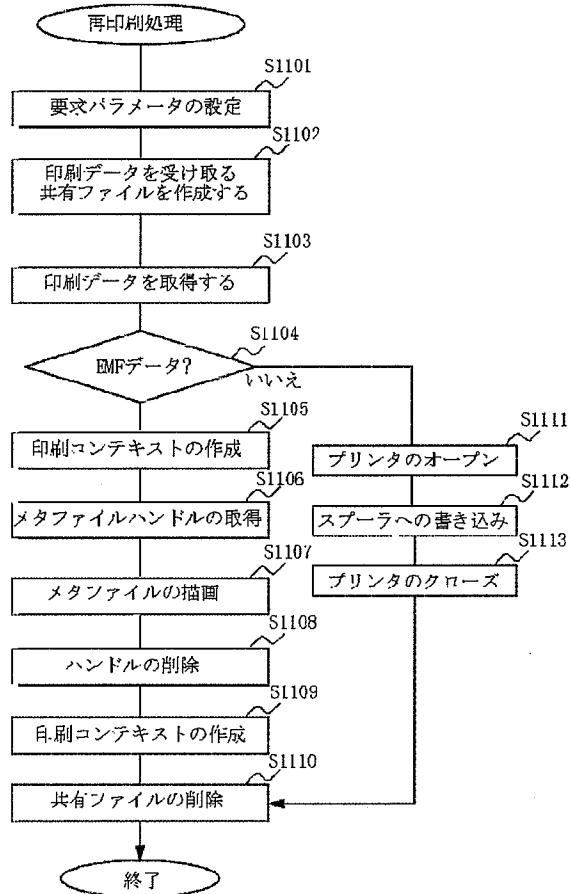 再印刷処理
S1101
要求パラメータの設定
S1102
印刷データを受け取る
共有ファイルを作成する
S1103
印刷データを取得する
S1104
EMFデータ?
いいえ
S1105
印刷コンテキストの作成
S1106
メタファイルハンドルの取得
S1107
メタファイルの描画
S1108
ハンドルの削除
S1109
印刷コンテキストの作成
S1110
共有ファイルの削除
S1111
プリンタのオープン
S1112
スプーラへの書き込み
S1113
プリンタのクローズ
終了